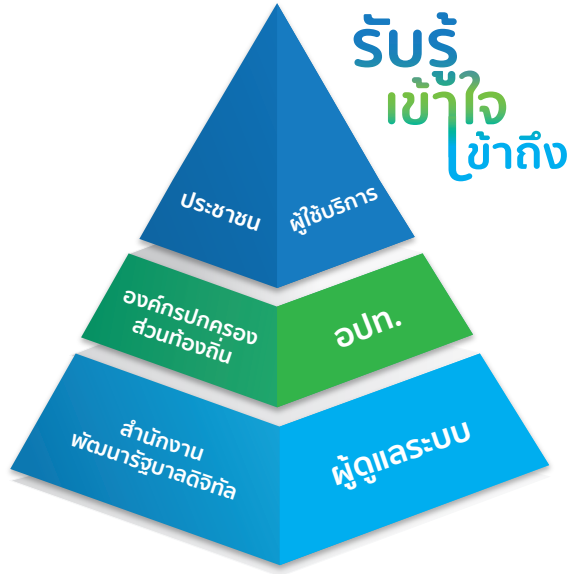 รับรู้
เข้าใจ
เข้าถึง
ประชาชน
ผู้ใช้บริการ
องค์กรปกครอง
ส่วนท้องถิ่น
อปท.
สำนักงาน
พัฒนารัฐบาลดิจิทัล
ผู้ดูแลระบบ